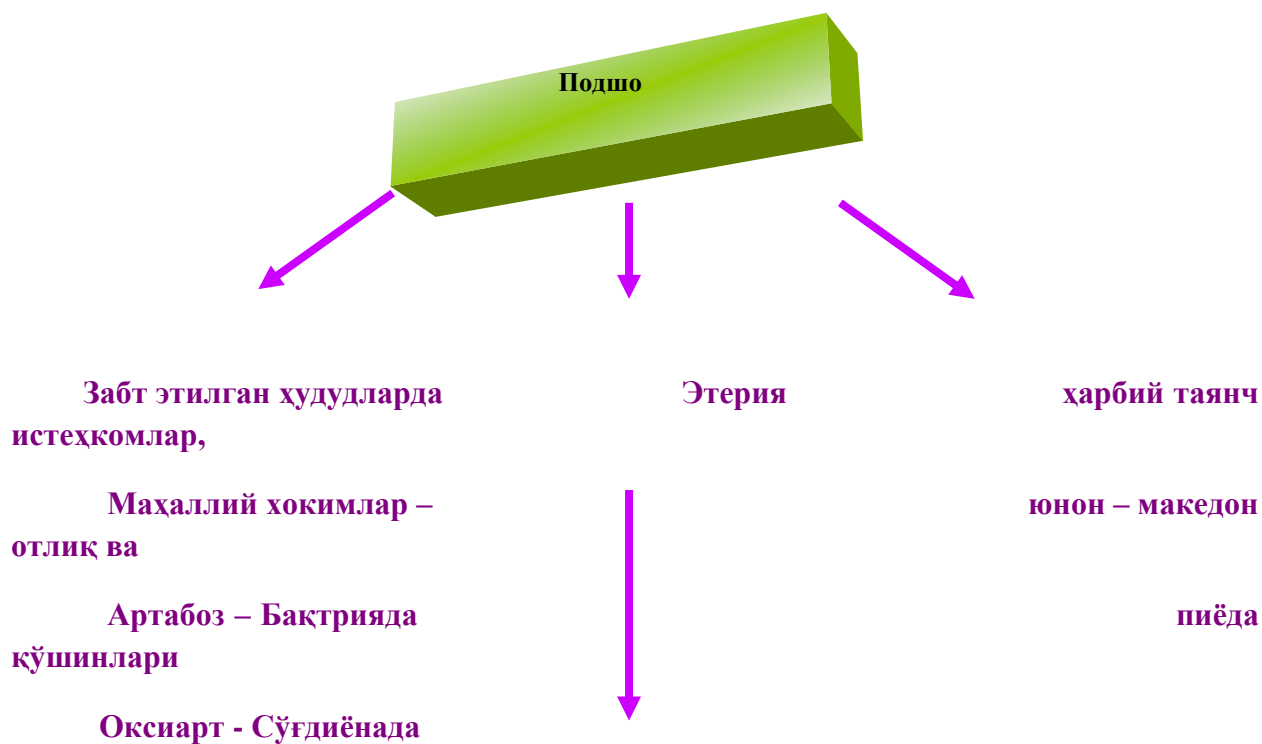 Подшо
Забт этилган ҳудудларда Этерия ҳарбий таянч
истеҳкомлар,
Маҳаллий хокимлар – юнон – македон
отлиқ ва
Артабоз – Бақтрияда пиёда
қўшинлари
Оксиарт - Сўғдиёнада